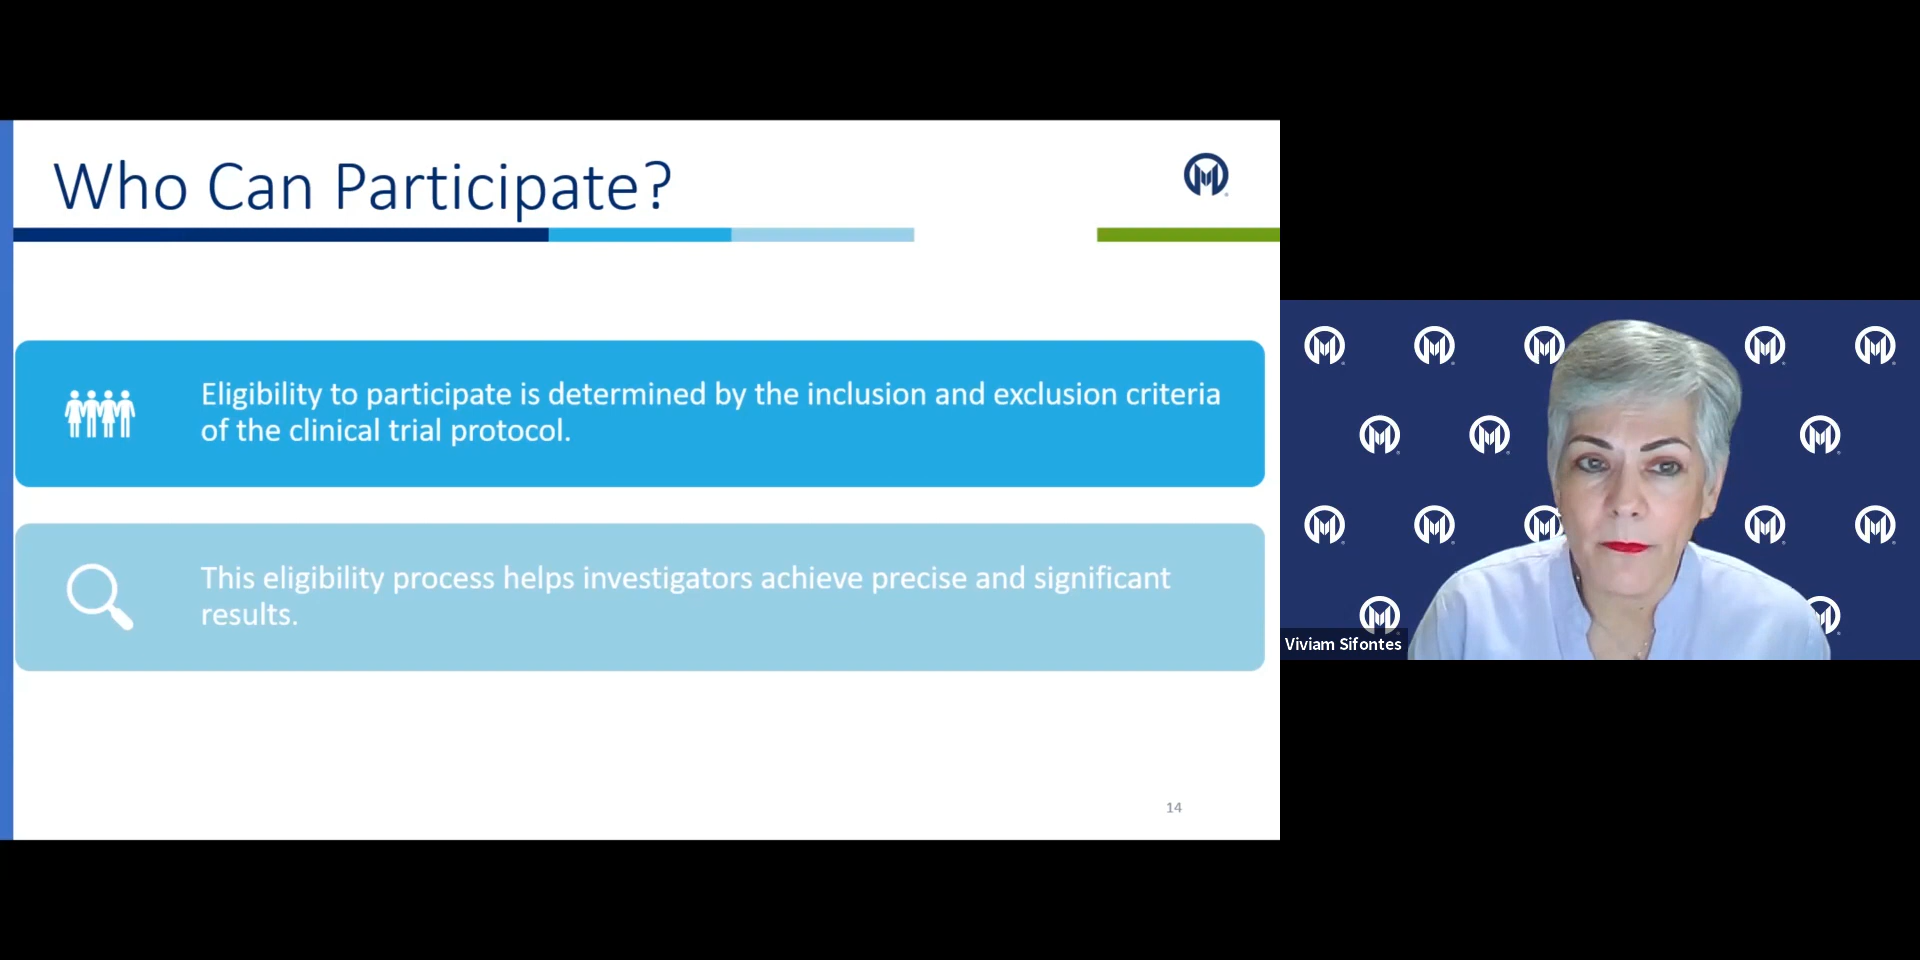 Who Can Participate?
Eligibility to participate is determined by the inclusion and exclusion criteria
of the clinical trial protocol.
This eligibility process helps investigators achieve precise and significant
results.
14
Viviam Sifontes